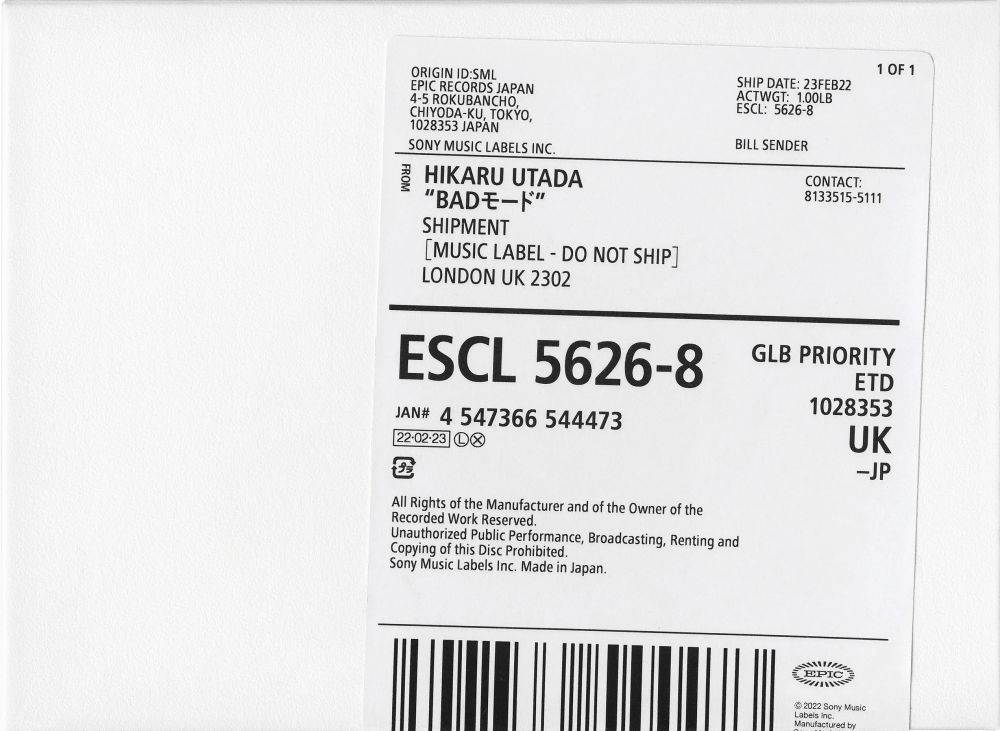 1 OF 1
ORIGIN ID:SML
EPIC RECORDS JAPAN
4-5 ROKUBANCHO,
CHIYODA-KU, TOKYO,
1028353 JAPAN
SONY MUSIC LABELS INC.
SHIP DATE: 23FEB22
ACTWGT: 1.00LB
ESCL: 5626-8
BILL SENDER
FROM
HIKARU UTADA
“BADモード”
SHIPMENT
[MUSIC LABEL - DO NOT SHIP]
LONDON UK 2302
CONTACT:
8133515-5111
ESCL 5626-8
JAN# 4 547366 544473
22·02·23 Ⓛ ⓧ
プラ
GLB PRIORITY
ETD
1028353
UK
–JP
All Rights of the Manufacturer and of the Owner of the
Recorded Work Reserved.
Unauthorized Public Performance, Broadcasting, Renting and
Copying of this Disc Prohibited.
Sony Music Labels Inc. Made in Japan.
EPIC
© 2022 Sony Music
Labels Inc.
Manufactured by